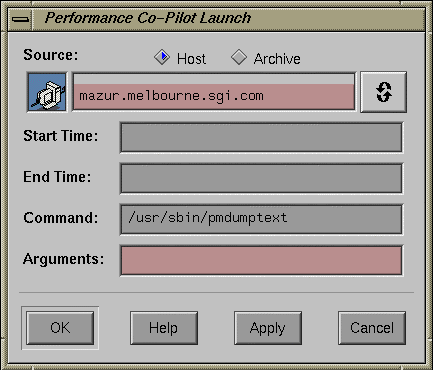 Performance Co-Pilot Launch
Source: Host Archive
mazur.melbourne.sgi.com
Start Time:
End Time:
Command: /usr/sbin/pmdumptext
Arguments:
OK Help Apply Cancel